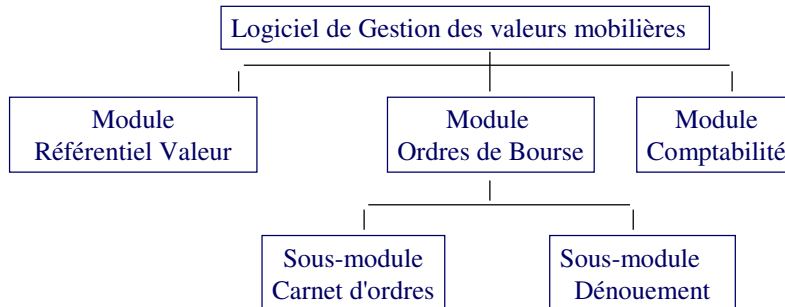 Logiciel de Gestion des valeurs mobilières
Module
Référentiel Valeur
Module
Ordres de Bourse
Module
Comptabilité
Sous-module
Carnet d'ordres
Sous-module
Dénouement